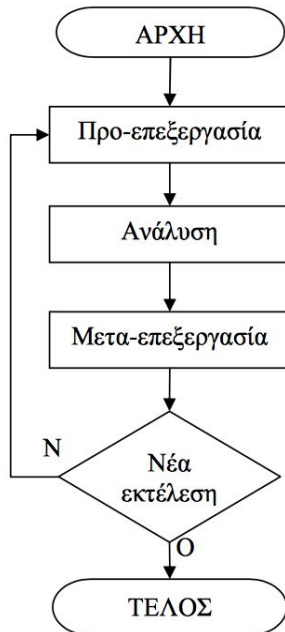 ΑΡΧΗ
Προ-επεξεργασία
Ανάλυση
Μετα-επεξεργασία
Ν
Νέα
εκτέλεση
Ο
ΤΕΛΟΣ